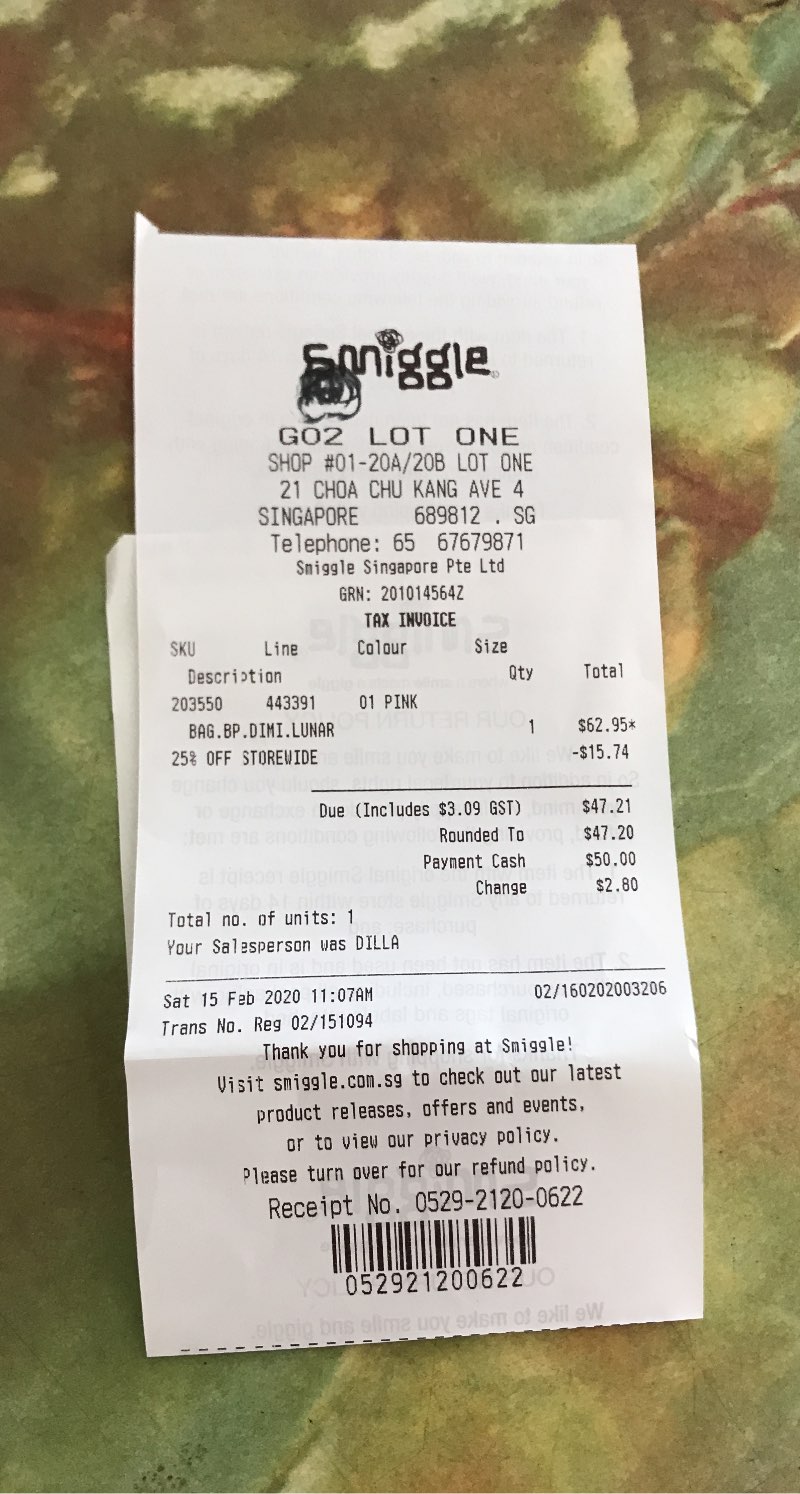 smiggle
GO2 LOT ONE
SHOP #01-20A/20B LOT ONE
21 CHOA CHU KANG AVE 4
SINGAPORE 689812 . SG
Telephone: 65 67679871
Smiggle Singapore Pte Ltd
GRN: 201014564Z
TAX INVOICE
SKU Line Colour Size
Description Qty Total
203550 443391 01 PINK
BAG.BP.DIMI.LUNAR 1 $62.95*
25% OFF STOREWIDE -$15.74
Due (Includes $3.09 GST) $47.21
Rounded To $47.20
Payment Cash $50.00
Change $2.80
Total no. of units: 1
Your Salesperson was DILLA
Sat 15 Feb 2020 11:07AM 02/160202003206
Trans No. Reg 02/151094
Thank you for shopping at Smiggle!
Visit smiggle.com.sg to check out our latest
product releases, offers and events,
or to view our privacy policy.
Please turn over for our refund policy.
Receipt No. 0529-2120-0622
052921200622